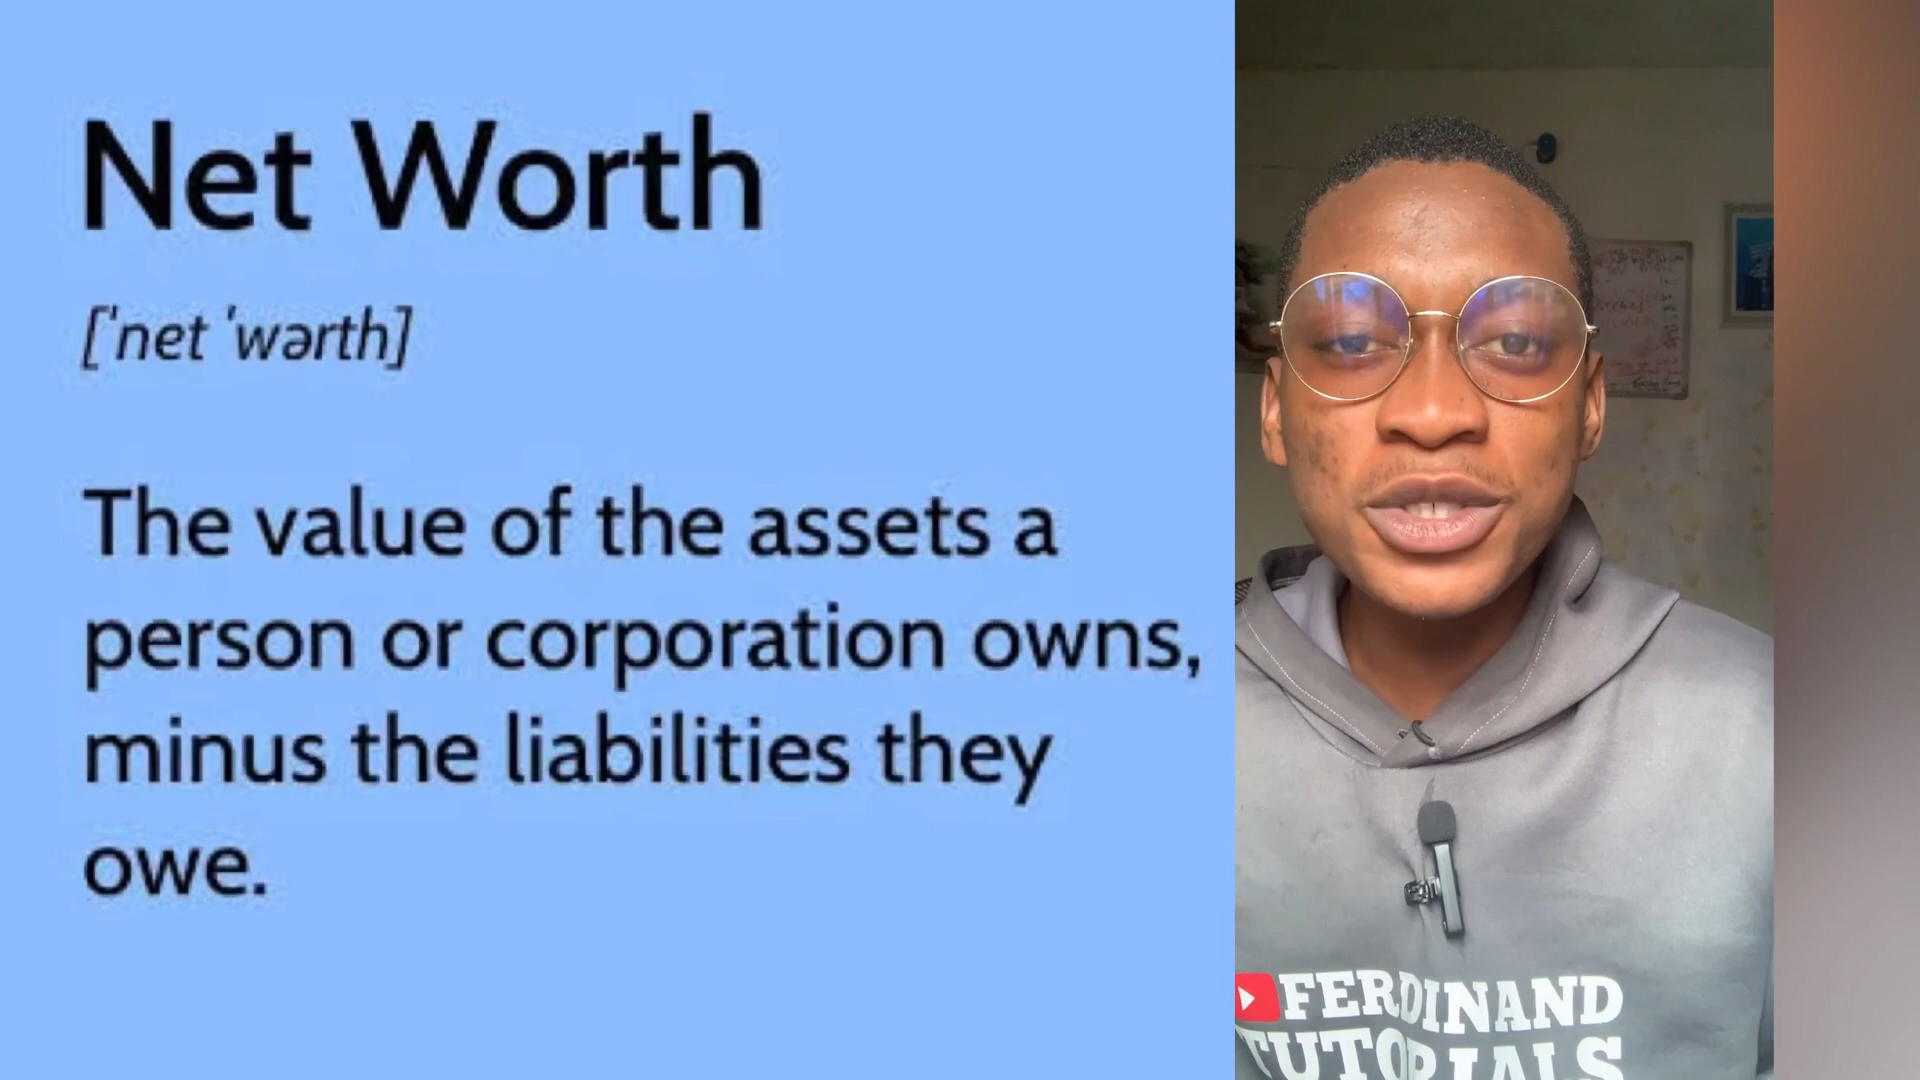 Net Worth
['net 'wərth]
The value of the assets a
person or corporation owns,
minus the liabilities they
owe.
FERDINAND
TUTORIALS